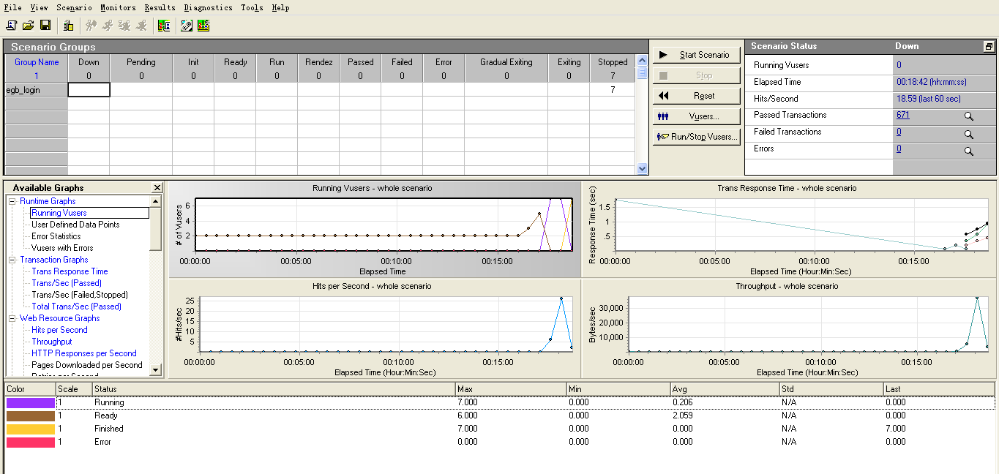 File View Scenario Monitors Results Diagnostics Tools Help
Scenario Groups
Group Name Down Pending Init Ready Run Rendez Passed Failed Error Gradual Exiting Exiting Stopped
1 0 0 0 0 0 0 0 0 0 0 0 7
egb_login 7
Start Scenario
Stop
Reset
Vusers...
Run/Stop Vusers...
Scenario Status Down
Running Vusers 0
Elapsed Time 00:18:42 (hh:mm:ss)
Hits/Second 18.59 (last 60 sec)
Passed Transactions 671
Failed Transactions 0
Errors 0
Available Graphs
Runtime Graphs
Running Vusers
User Defined Data Points
Error Statistics
Vusers with Errors
Transaction Graphs
Trans Response Time
Trans/Sec (Passed)
Trans/Sec (Failed,Stopped)
Total Trans/Sec (Passed)
Web Resource Graphs
Hits per Second
Throughput
HTTP Responses per Second
Pages Downloaded per Second
Running Vusers - whole scenario
# of Vusers
6
4
2
00:00:00 00:05:00 00:10:00 00:15:00
Elapsed Time
Trans Response Time - whole scenario
Response Time (sec)
1.5
1
.5
00:00:00 00:05:00 00:10:00 00:15:00
Elapsed Time (Hour:Min:Sec)
Hits per Second - whole scenario
#Hits/sec
25
20
15
10
5
00:00:00 00:05:00 00:10:00 00:15:00
Elapsed Time (Hour:Min:Sec)
Throughput - whole scenario
Bytes/sec
30,000
20,000
10,000
00:00:00 00:05:00 00:10:00 00:15:00
Elapsed Time (Hour:Min:Sec)
Color Scale Status Max Min Avg Std Last
1 Running 7.000 0.000 0.206 N/A 0.000
1 Ready 6.000 0.000 2.059 N/A 0.000
1 Finished 7.000 0.000 0.000 N/A 7.000
1 Error 0.000 0.000 0.000 N/A 0.000